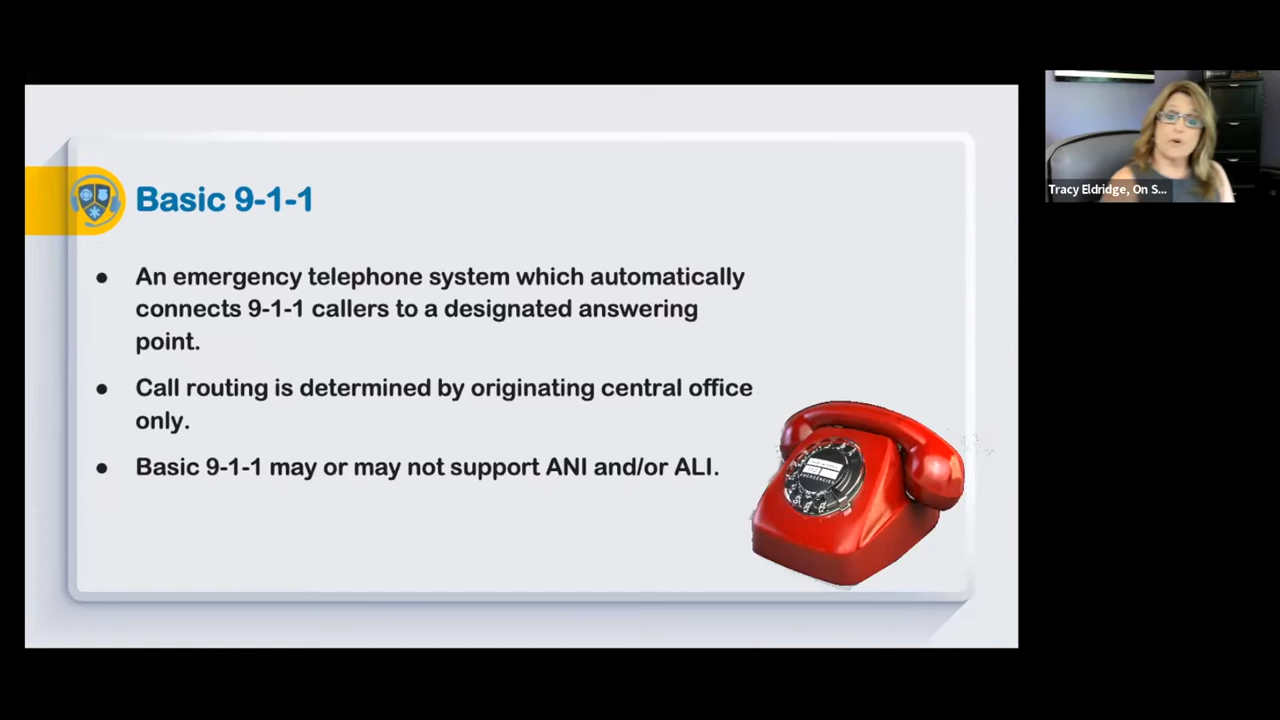 Basic 9-1-1
● An emergency telephone system which automatically
connects 9-1-1 callers to a designated answering
point.
● Call routing is determined by originating central office
only.
● Basic 9-1-1 may or may not support ANI and/or ALI.
Tracy Eldridge, On S...